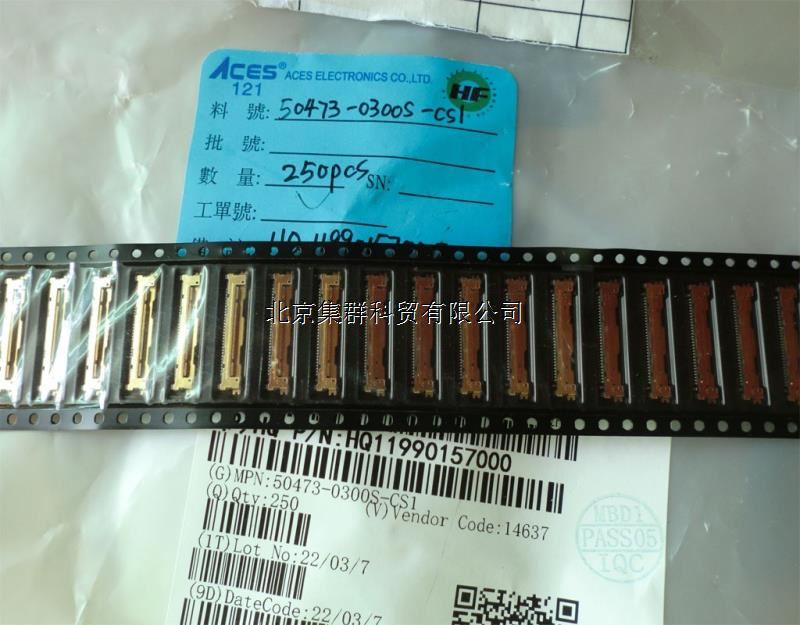 ACES® ACES ELECTRONICS CO.,LTD.
121
HF
料 號: 50473-0300S-CS1
批 號:
數 量: 250pcs SN:
工單號:
北京集群科贸有限公司
P/N:HQ11990157000
(G)MPN:50473-0300S-CS1
(Q)Qty:250
(V)Vendor Code:14637
(1T)Lot No:22/03/7
(9D)DateCode:22/03/7
MBD1
PASS05
IQC